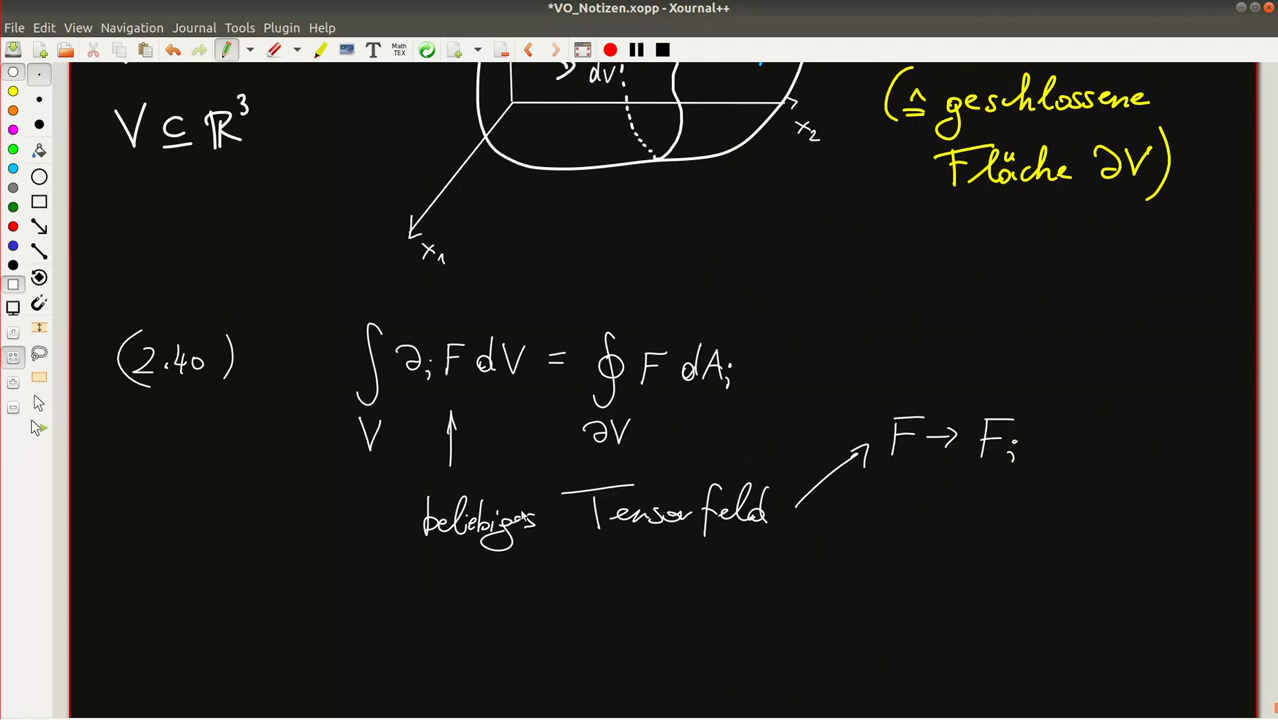 *VO_Notizen.xopp - Xournal++
File Edit View Navigation Journal Tools Plugin Help
dV
x₂
V ⊆ ℝ³
(≙ geschlossene
Fläche ∂V)
x₁
(2.40) ∫ ∂ᵢ F dV = ∮ F dAᵢ
V ∂V
F → Fᵢ
beliebiges Tensorfeld